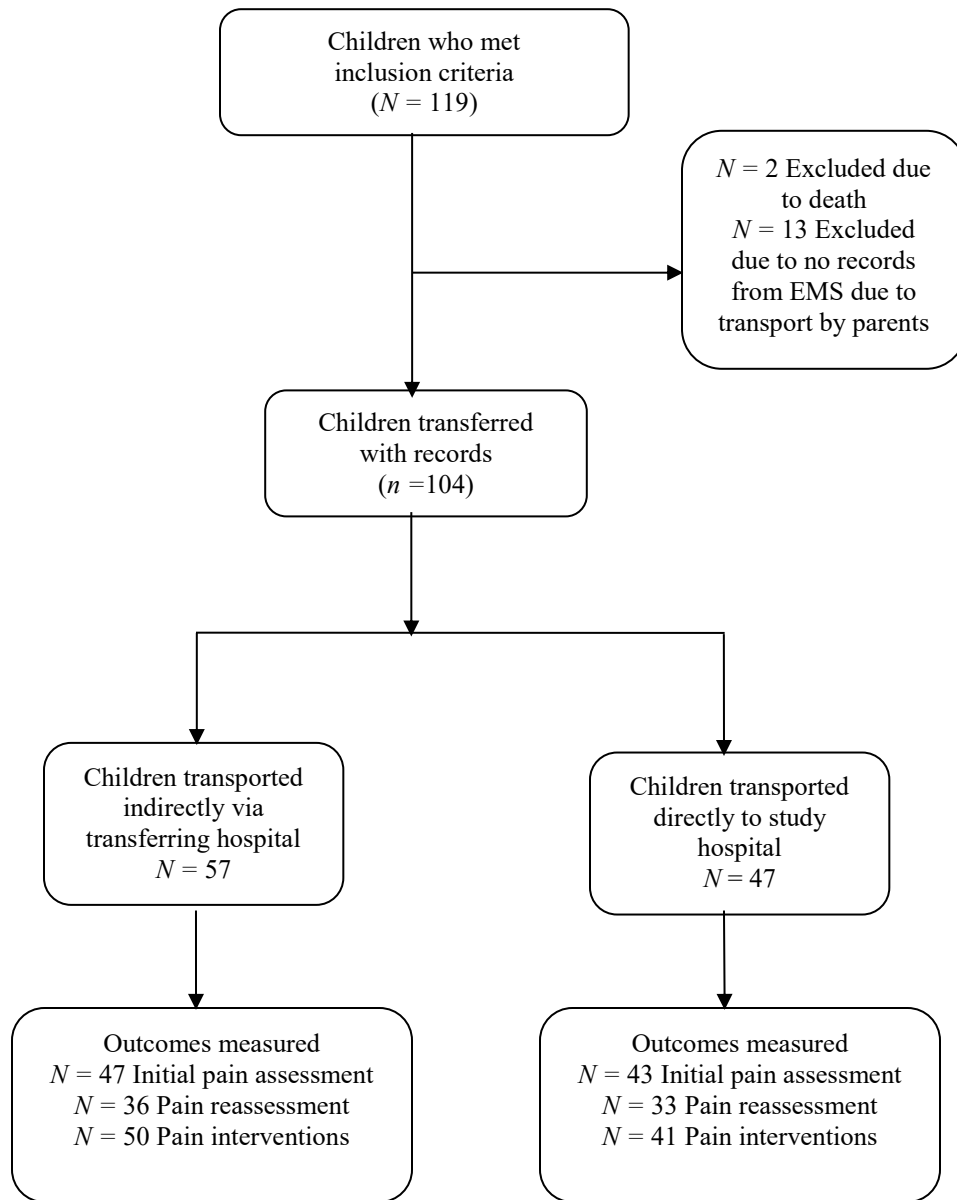 Children who met
inclusion criteria
(N = 119)
N = 2 Excluded due
to death
N = 13 Excluded
due to no records
from EMS due to
transport by parents
Children transferred
with records
(n =104)
Children transported
indirectly via
transferring hospital
N = 57
Children transported
directly to study
hospital
N = 47
Outcomes measured
N = 47 Initial pain assessment
N = 36 Pain reassessment
N = 50 Pain interventions
Outcomes measured
N = 43 Initial pain assessment
N = 33 Pain reassessment
N = 41 Pain interventions